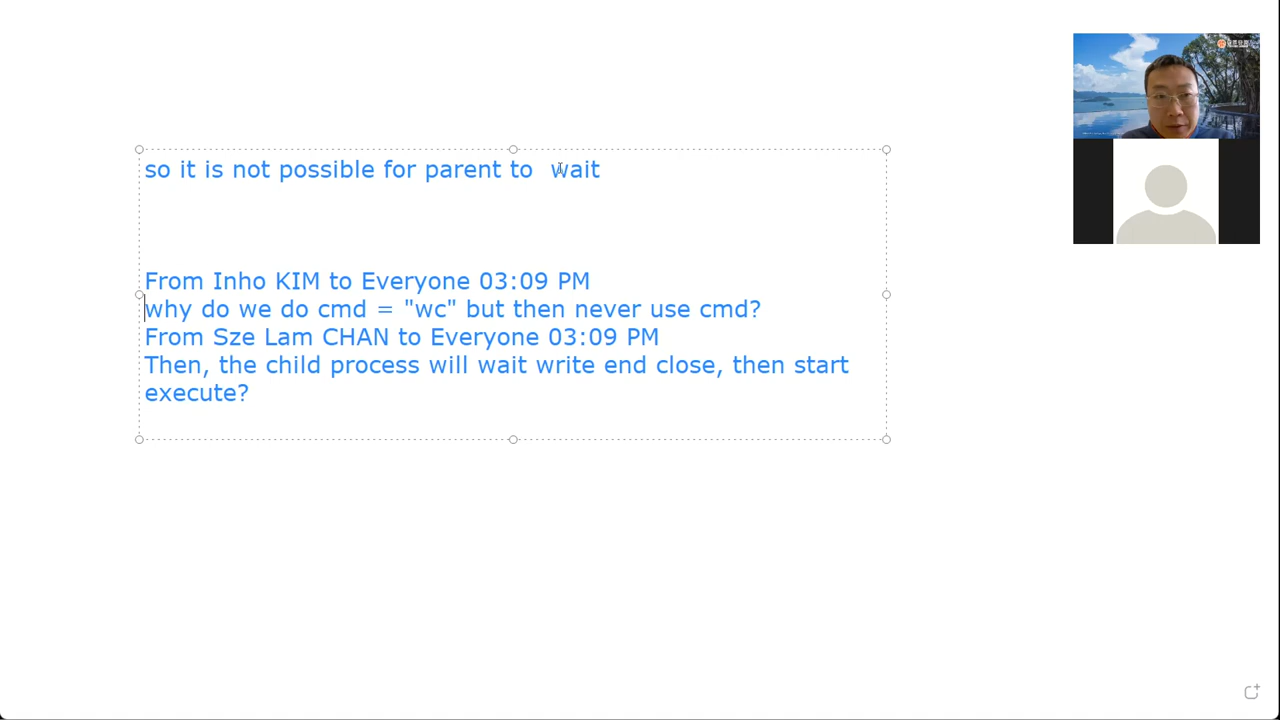 so it is not possible for parent to  wait
From Inho KIM to Everyone 03:09 PM
why do we do cmd = "wc" but then never use cmd?
From Sze Lam CHAN to Everyone 03:09 PM
Then, the child process will wait write end close, then start
execute?